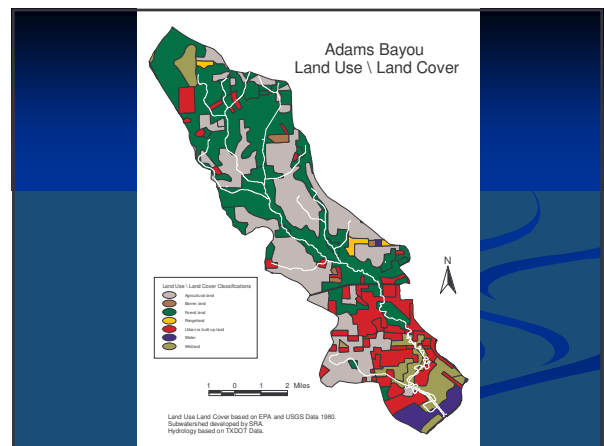 Adams Bayou
Land Use \ Land Cover
N
Land Use \ Land Cover Classifications
Agricultural land
Barren land
Forest land
Rangeland
Urban or built-up land
Water
Wetland
1 0 1 2 Miles
Land Use Land Cover based on EPA and USGS Data 1980.
Subwatershed developed by SRA.
Hydrology based on TXDOT Data.